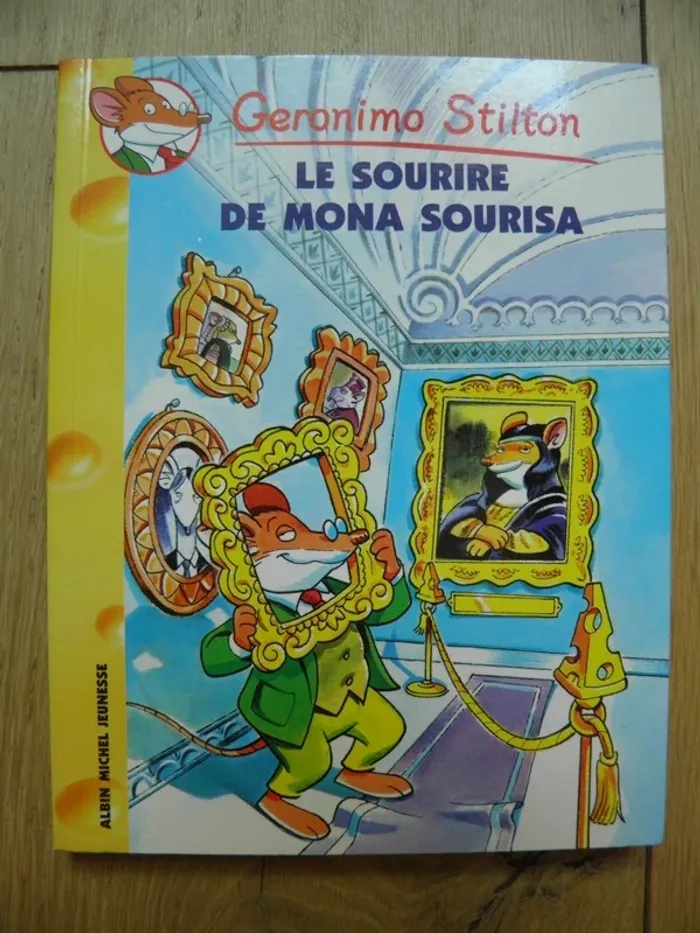 Geronimo Stilton
LE SOURIRE
DE MONA SOURISA
ALBIN MICHEL JEUNESSE